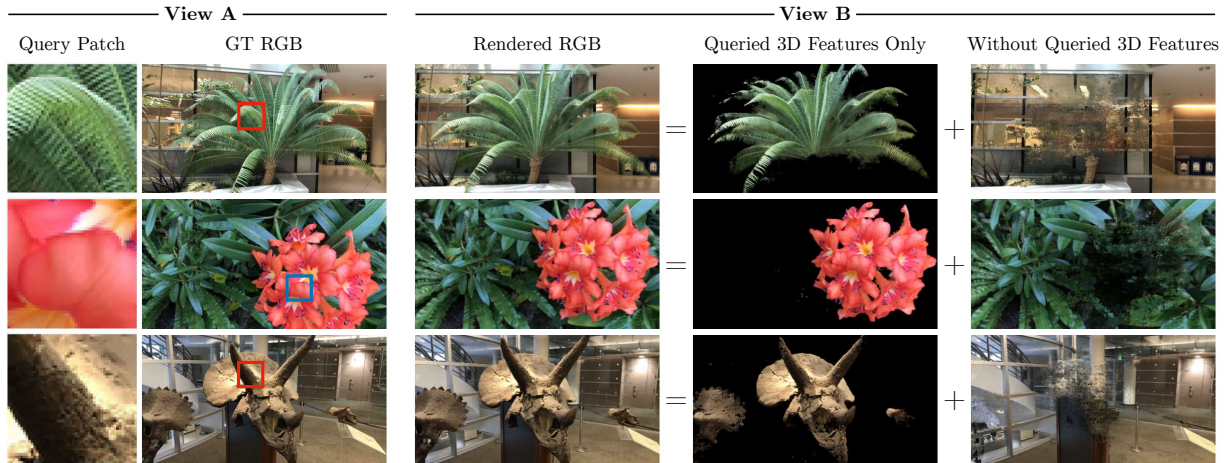 View A
View B
Query Patch
GT RGB
Rendered RGB
Queried 3D Features Only
Without Queried 3D Features
=
+
=
+
=
+